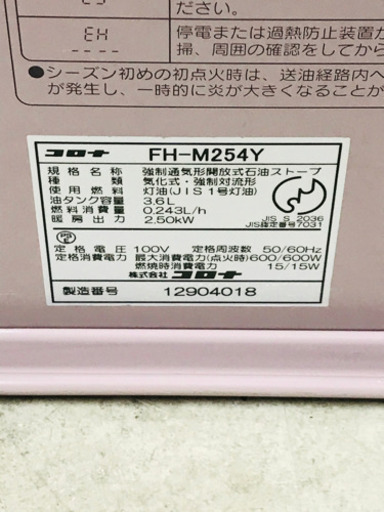 EH
停電または過熱防止装置が
時、周囲の確認をしてから
●シーズン初めの初点火時は、送油経路内へ
が発生し、一時的に炎が大きくなることが
コロナ FH-M254Y
規格名 強制通気形開放式石油ストーブ
種類 気化式・強制対流形
使用燃料 灯油(JIS1号灯油)
油タンク容量 3.6L
燃料消費量 0.243L/h
暖房出力 2.50kW
JIS S 2036
JIS指定番号7031
定格電圧 100V 定格周波数 50/60Hz
定格消費電力 最大消費電力(点火時)600/600W
燃焼時消費電力 15/15W
株式会社コロナ
製造番号 12904018